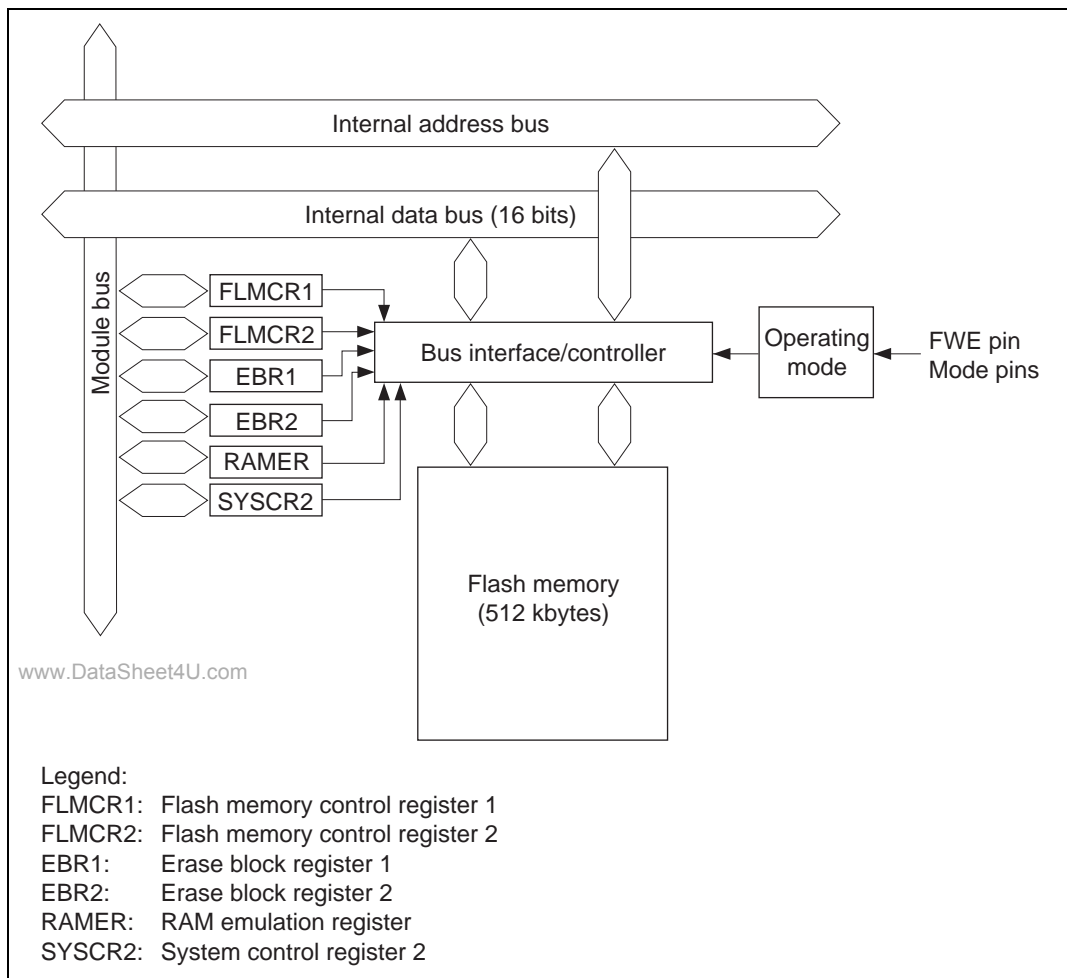 Internal address bus
Internal data bus (16 bits)
Module bus
FLMCR1
FLMCR2
EBR1
EBR2
RAMER
SYSCR2
Bus interface/controller
Operating
mode
FWE pin
Mode pins
Flash memory
(512 kbytes)
www.DataSheet4U.com
Legend:
FLMCR1: Flash memory control register 1
FLMCR2: Flash memory control register 2
EBR1: Erase block register 1
EBR2: Erase block register 2
RAMER: RAM emulation register
SYSCR2: System control register 2